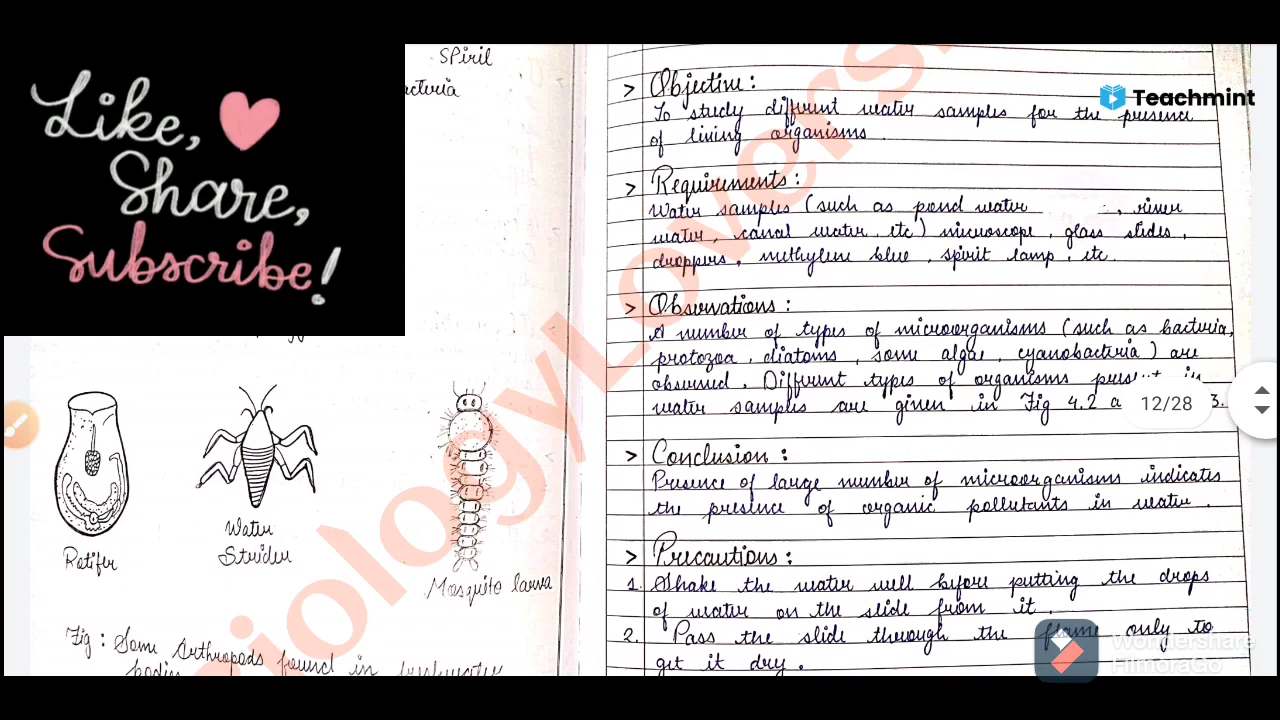 Like,
Share,
Subscribe!
SPiril
acteria
Rotifer
Water
Strider
Mosquito larva
Fig : Some Arthropods found in freshwater
bodies
BiologyLovers
> Objective :
To study different water samples for the presence
of living organisms .
> Requirements :
Water samples (such as pond water , river
water , canal water , etc) microscope , glass slides ,
droppers , methylene blue , spirit lamp , etc .
> Observations :
A number of types of microorganisms (such as bacteria,
protozoa , diatoms , some algae , cyanobacteria ) are
observed . Different types of organisms present in
water samples are given in Fig 4.2 a 3.
> Conclusion :
Presence of large number of microorganisms indicates
the presence of organic pollutants in water .
> Precautions :
1. Shake the water well before putting the drops
of water on the slide from it .
2. Pass the slide through the flame only to
get it dry .
Teachmint
12/28
Wondershare
FilmoraGo